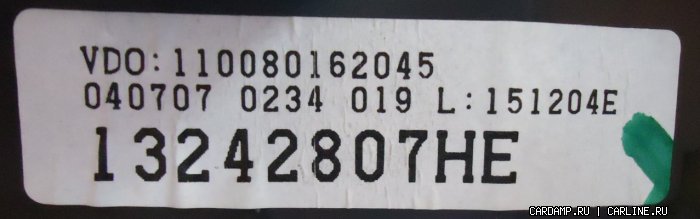 VDO:110080162045
040707 0234 019 L:151204E
13242807HE
CARDAMP.RU | CARLINE.RU